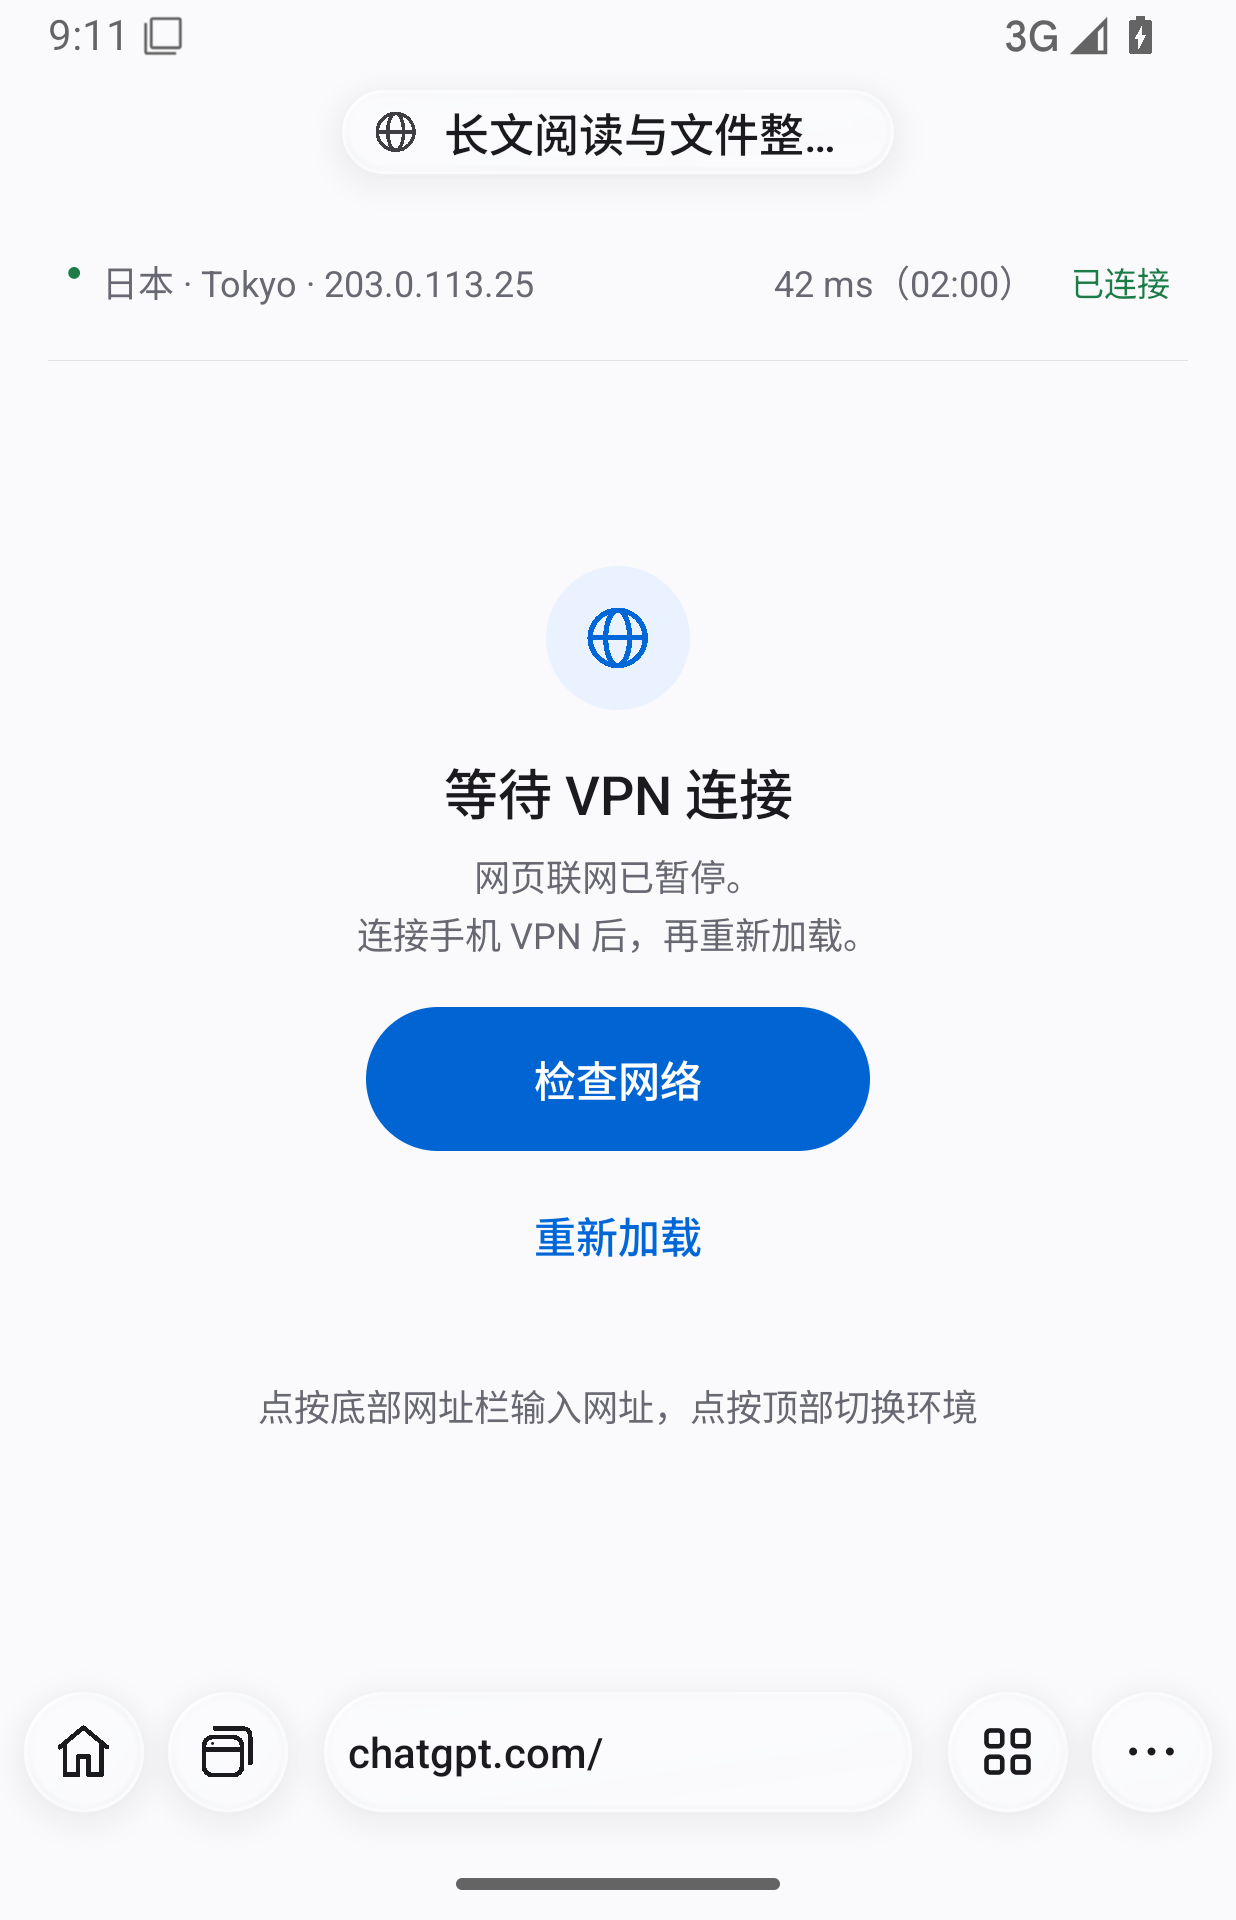 9:11
3G
长文阅读与文件整...
日本 · Tokyo · 203.0.113.25 42 ms（02:00） 已连接
等待 VPN 连接
网页联网已暂停。
连接手机 VPN 后，再重新加载。
检查网络
重新加载
点按底部网址栏输入网址，点按顶部切换环境
chatgpt.com/